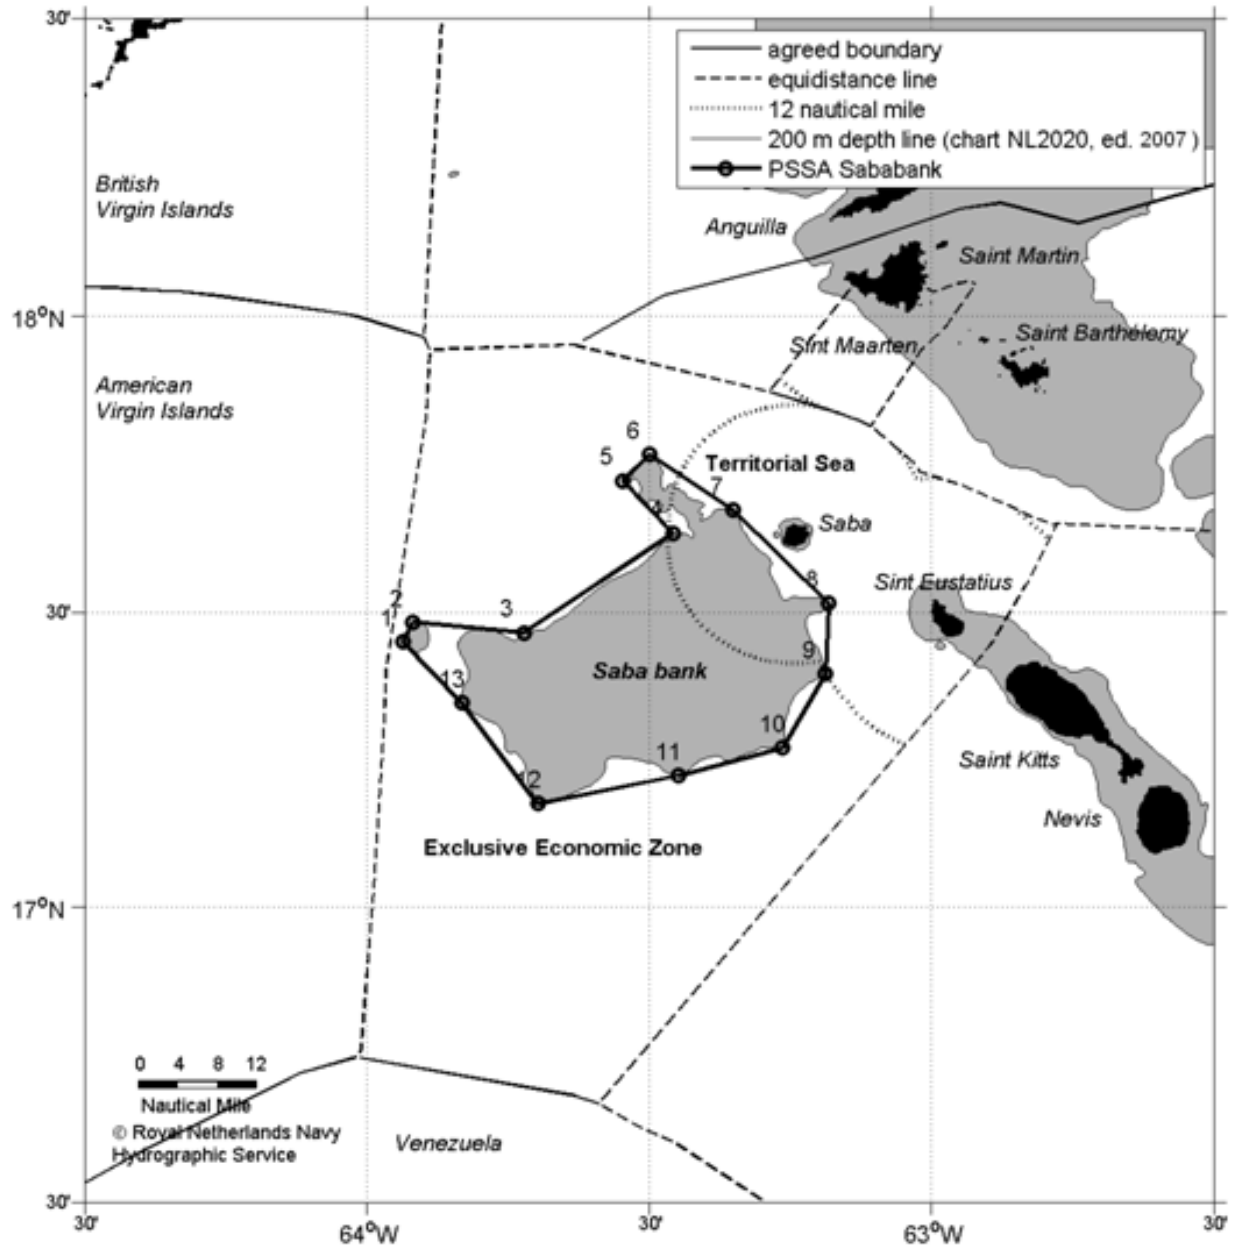 30'
agreed boundary
equidistance line
12 nautical mile
200 m depth line (chart NL2020, ed. 2007 )
PSSA Sababank
British
Virgin Islands
Anguilla
Saint Martin
18°N
Sint Maarten
Saint Barthélemy
American
Virgin Islands
6
5
Territorial Sea
7
4
Saba
8
Sint Eustatius
2
1
3
30'
9
Saba bank
13
10
11
12
Saint Kitts
Nevis
Exclusive Economic Zone
17°N
0 4 8 12
Nautical Mile
© Royal Netherlands Navy
Hydrographic Service
Venezuela
30'
30' 64°W 30' 63°W 30'